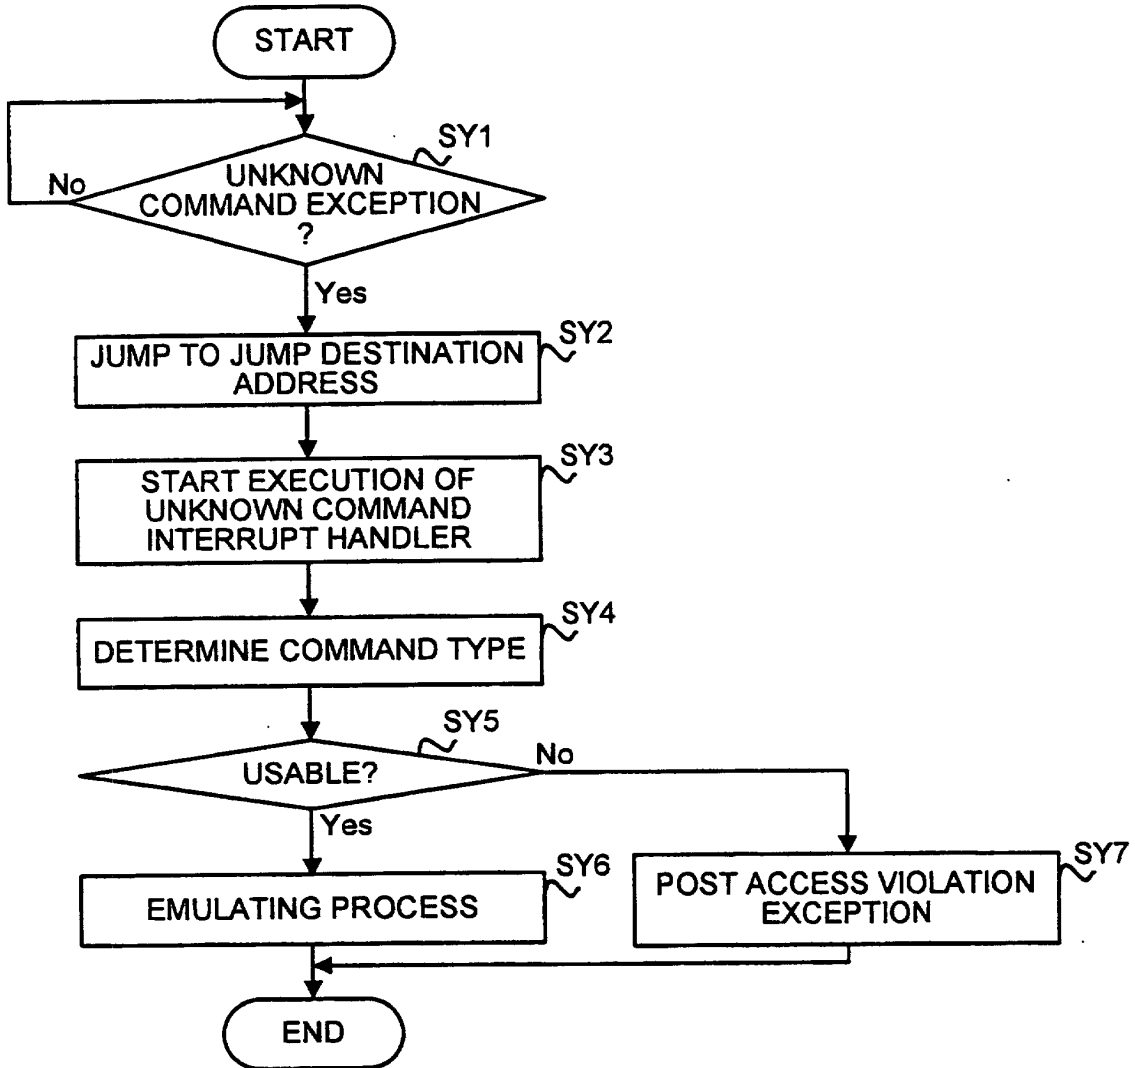 START
SY1
UNKNOWN
COMMAND EXCEPTION
?
No
Yes
SY2
JUMP TO JUMP DESTINATION
ADDRESS
SY3
START EXECUTION OF
UNKNOWN COMMAND
INTERRUPT HANDLER
SY4
DETERMINE COMMAND TYPE
SY5
USABLE?
No
Yes
SY6
EMULATING PROCESS
SY7
POST ACCESS VIOLATION
EXCEPTION
END